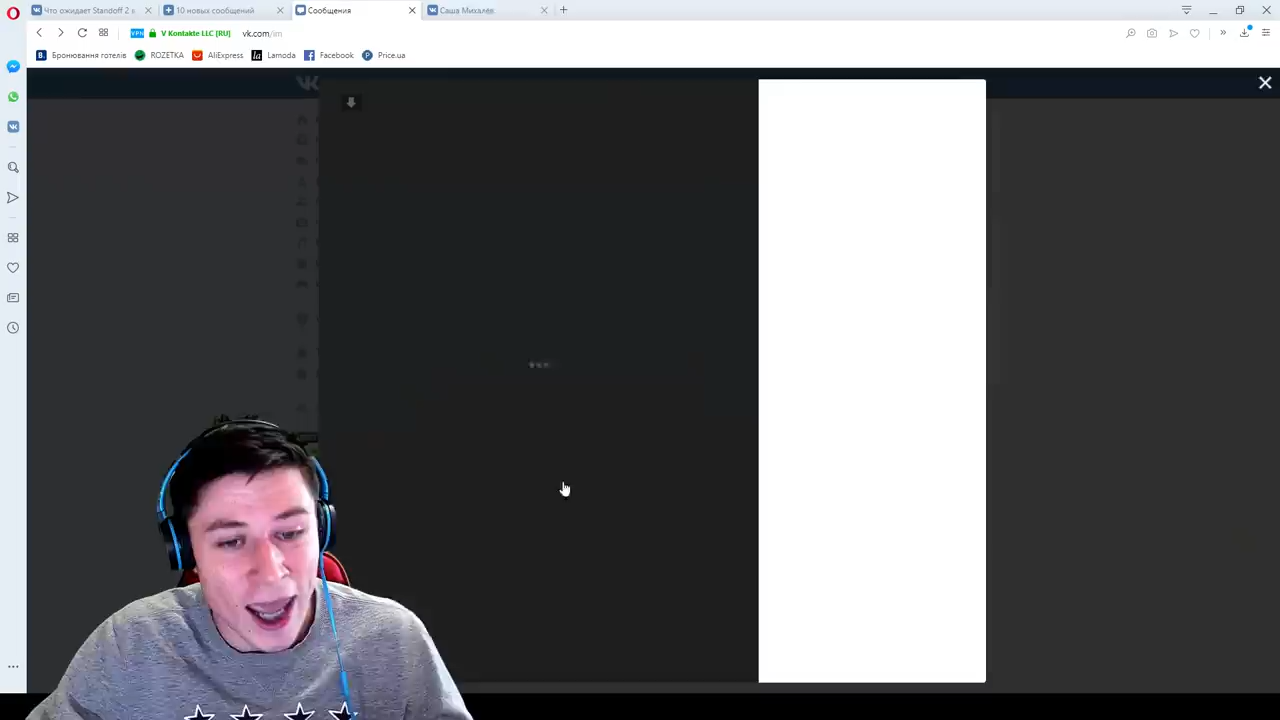 Что ожидает Standoff 2 в
10 новых сообщений
Сообщения
Саша Михалёв
VPN V Kontakte LLC [RU] vk.com/im
B. Бронювання готелів ROZETKA AliExpress la Lamoda Facebook P Price.ua